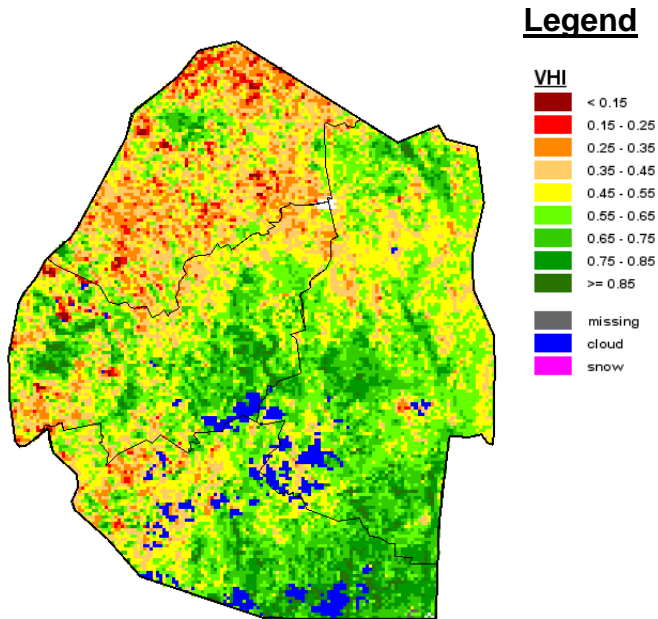 Legend
VHI
< 0.15
0.15 - 0.25
0.25 - 0.35
0.35 - 0.45
0.45 - 0.55
0.55 - 0.65
0.65 - 0.75
0.75 - 0.85
>= 0.85
missing
cloud
snow